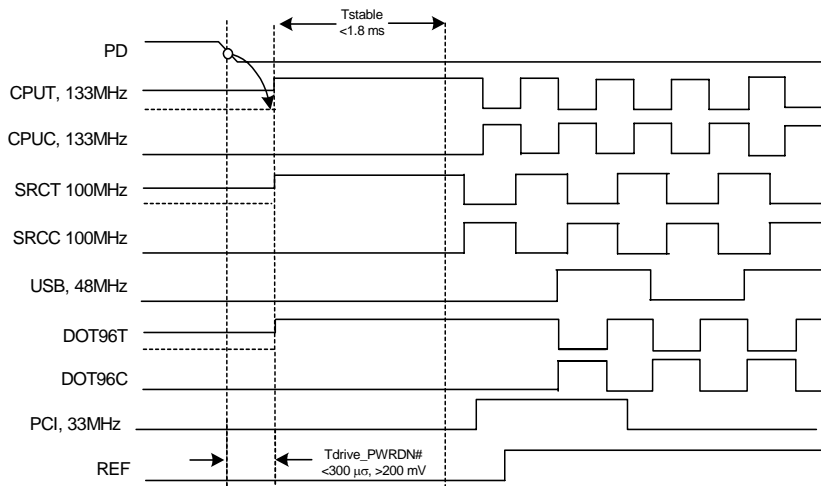 Tstable
<1.8 ms
PD
CPUT, 133MHz
CPUC, 133MHz
SRCT 100MHz
SRCC 100MHz
USB, 48MHz
DOT96T
DOT96C
PCI, 33MHz
Tdrive_PWRDN#
<300 μσ, >200 mV
REF